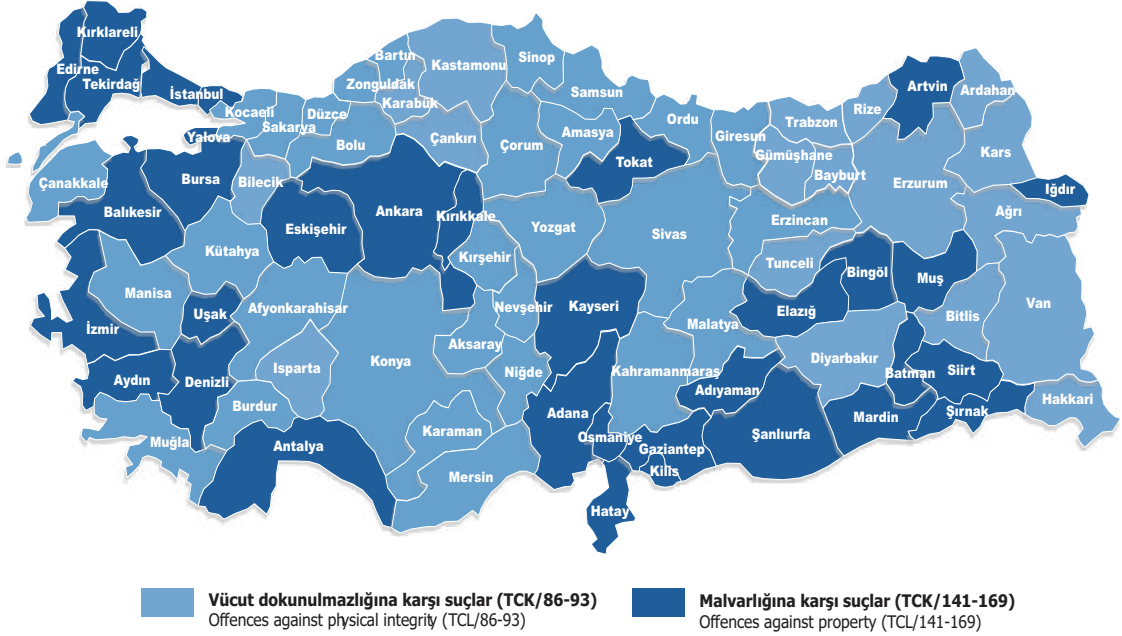 Kırklareli
Edirne
Tekirdağ
İstanbul
Kocaeli
Yalova
Sakarya
Düzce
Bolu
Zonguldak
Bartın
Karabük
Kastamonu
Sinop
Çankırı
Samsun
Amasya
Çorum
Ordu
Tokat
Giresun
Trabzon
Gümüşhane
Bayburt
Rize
Artvin
Ardahan
Kars
Erzurum
Iğdır
Ağrı
Çanakkale
Balıkesir
Bursa
Bilecik
Eskişehir
Ankara
Kırıkkale
Kırşehir
Yozgat
Sivas
Erzincan
Tunceli
Bingöl
Muş
Elazığ
Bitlis
Van
Kütahya
Manisa
Uşak
Afyonkarahisar
İzmir
Aydın
Denizli
Isparta
Burdur
Muğla
Antalya
Konya
Aksaray
Nevşehir
Niğde
Kayseri
Karaman
Mersin
Adana
Osmaniye
Kahramanmaraş
Malatya
Adıyaman
Gaziantep
Kilis
Hatay
Şanlıurfa
Diyarbakır
Mardin
Batman
Siirt
Şırnak
Hakkari
Vücut dokunulmazlığına karşı suçlar (TCK/86-93)
Offences against physical integrity (TCL/86-93)
Malvarlığına karşı suçlar (TCK/141-169)
Offences against property (TCL/141-169)